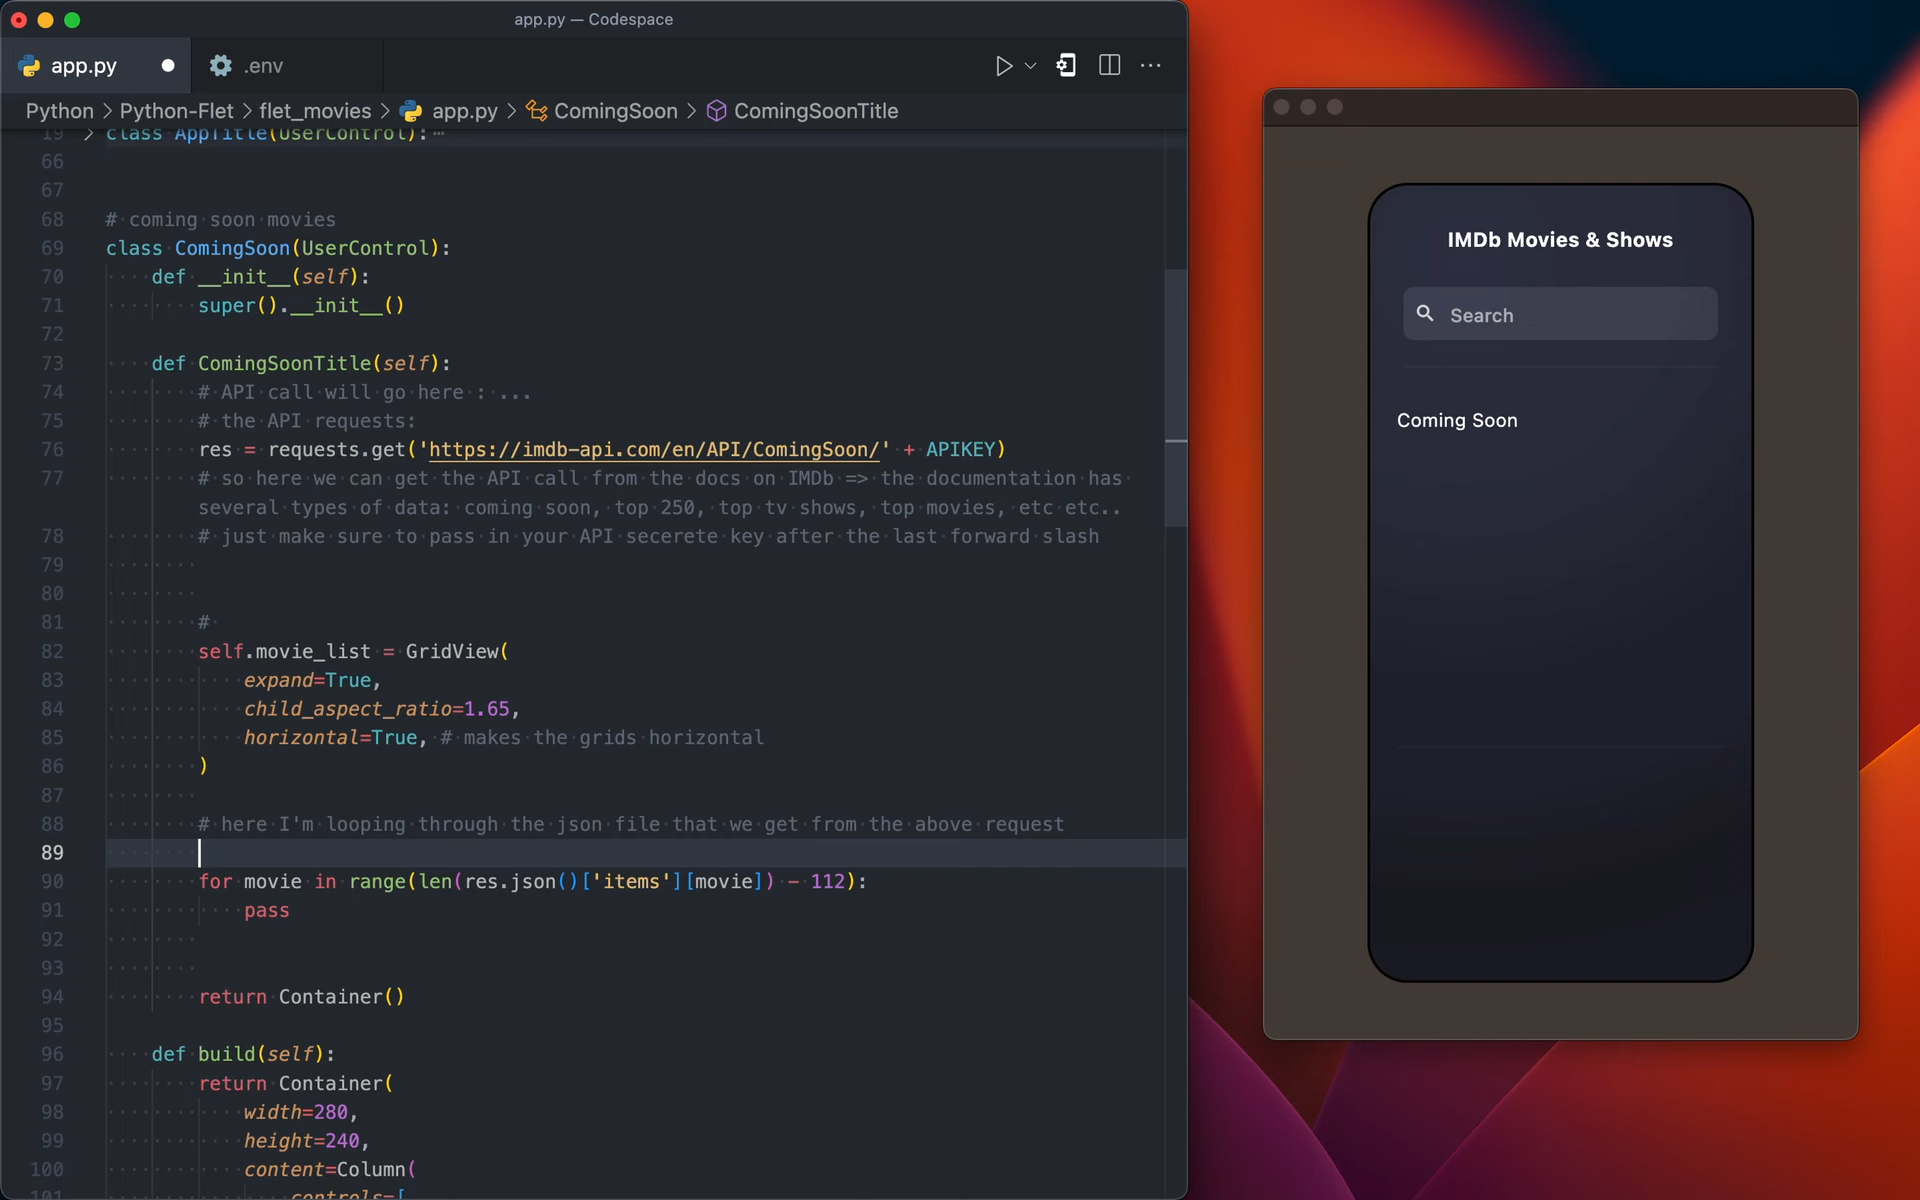 app.py — Codespace
app.py
.env
Python > Python-Flet > flet_movies > app.py > ComingSoon > ComingSoonTitle
19 > class AppTitle(UserControl):
66
67
68 # coming soon movies
69 class ComingSoon(UserControl):
70 def __init__(self):
71 super().__init__()
72
73 def ComingSoonTitle(self):
74 # API call will go here : ...
75 # the API requests:
76 res = requests.get('https://imdb-api.com/en/API/ComingSoon/' + APIKEY)
77 # so here we can get the API call from the docs on IMDb => the documentation has
several types of data: coming soon, top 250, top tv shows, top movies, etc etc..
78 # just make sure to pass in your API secerete key after the last forward slash
79
80
81 #
82 self.movie_list = GridView(
83 expand=True,
84 child_aspect_ratio=1.65,
85 horizontal=True, # makes the grids horizontal
86 )
87
88 # here I'm looping through the json file that we get from the above request
89
90 for movie in range(len(res.json()['items'][movie]) - 112):
91 pass
92
93
94 return Container()
95
96 def build(self):
97 return Container(
98 width=280,
99 height=240,
100 content=Column(
101 controls=[
IMDb Movies & Shows
Search
Coming Soon